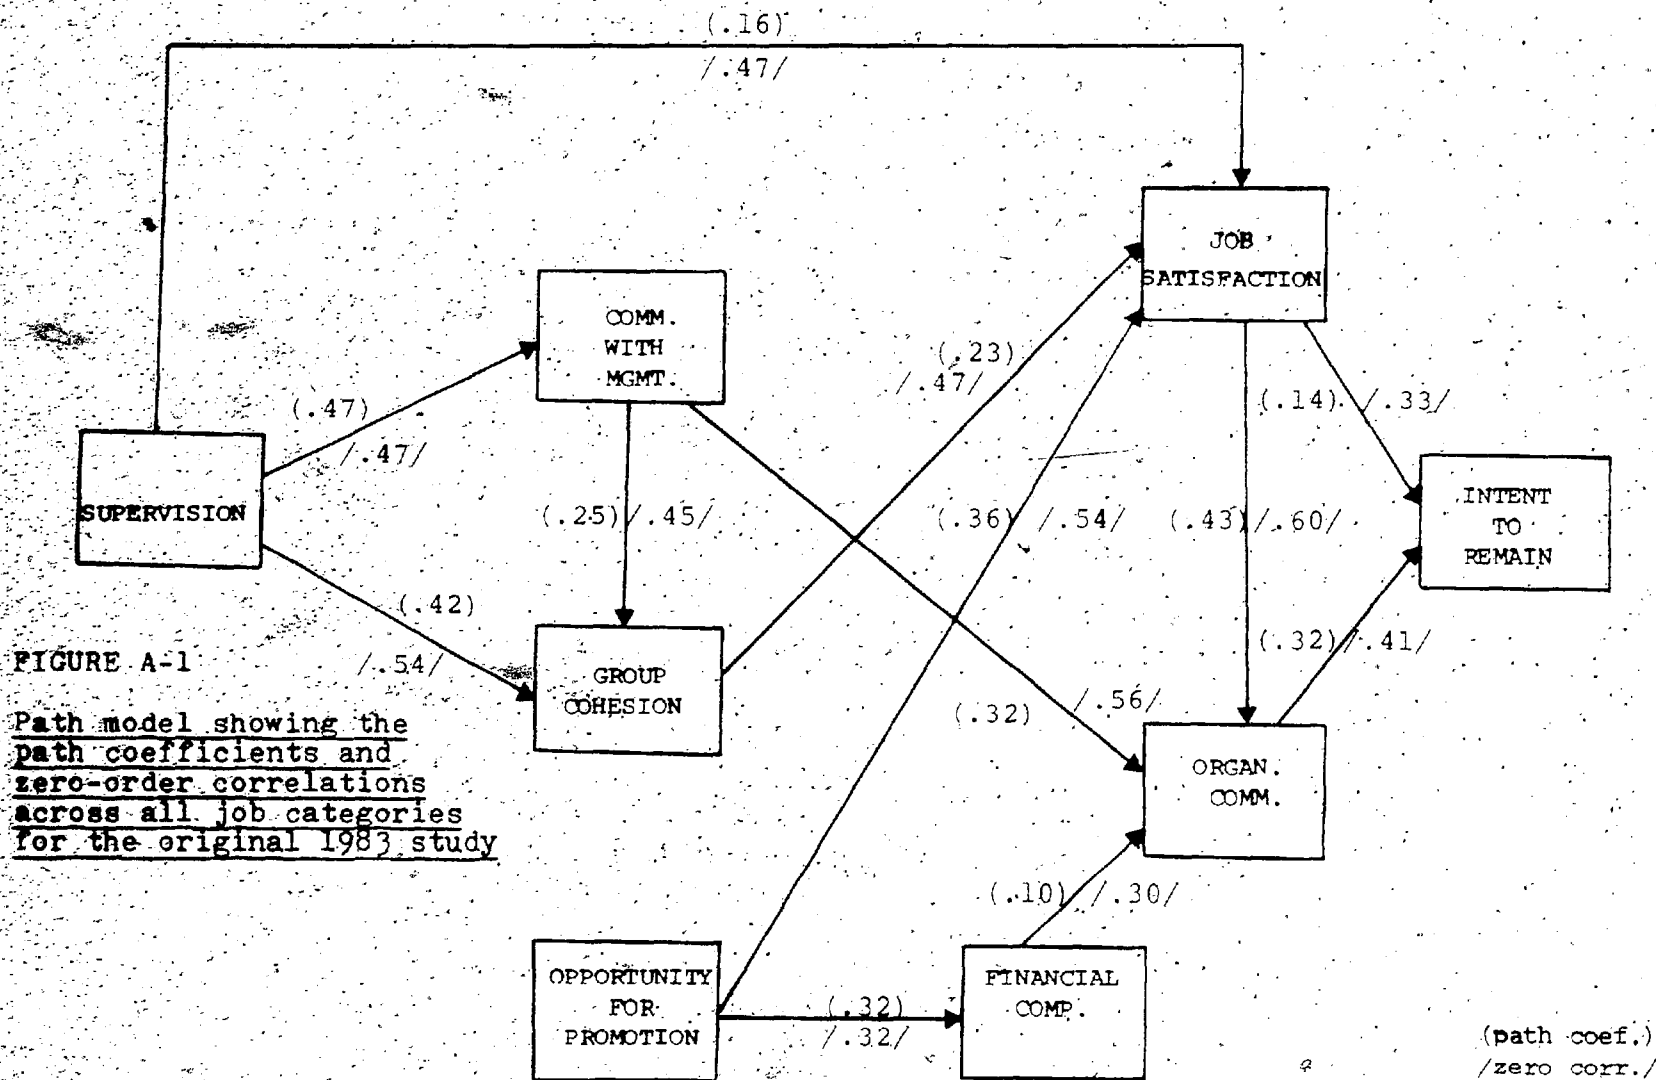 (.16)
/.47/
JOB
SATISFACTION
COMM.
WITH
MGMT.
(.23)
/.47/
(.47)
/.47/
(.14) /.33/
SUPERVISION
(.25) /.45/
(.36) /.54/
(.43) /.60/
INTENT
TO
REMAIN
(.42)
/.54/
(.32) /.41/
FIGURE A-1
Path model showing the
path coefficients and
zero-order correlations
across all job categories
for the original 1983 study
GROUP
COHESION
(.32)
/.56/
ORGAN.
COMM.
(.10) /.30/
OPPORTUNITY
FOR
PROMOTION
(.32)
/.32/
FINANCIAL
COMP.
(path coef.)
/zero corr./